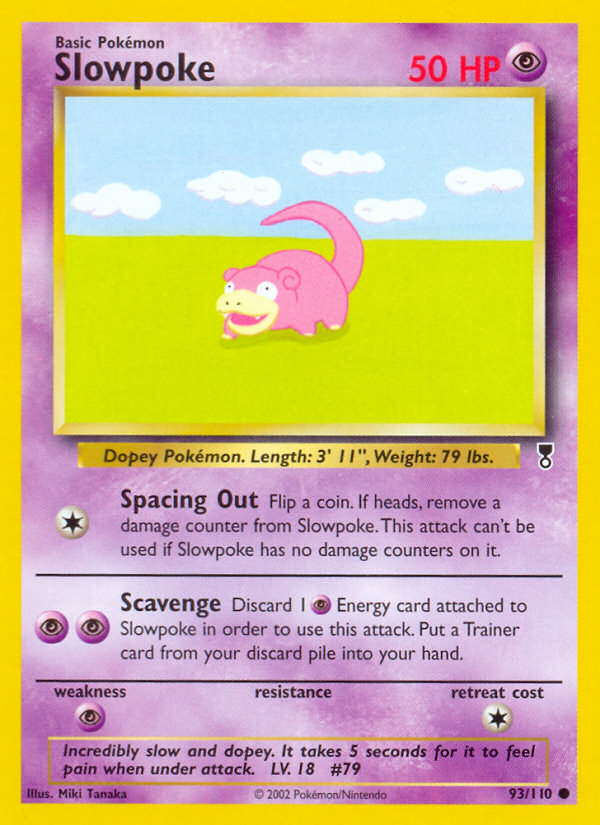 Basic Pokémon
Slowpoke
50 HP
Dopey Pokémon. Length: 3' 11", Weight: 79 lbs.
Spacing Out Flip a coin. If heads, remove a
damage counter from Slowpoke. This attack can't be
used if Slowpoke has no damage counters on it.
Scavenge Discard 1 Energy card attached to
Slowpoke in order to use this attack. Put a Trainer
card from your discard pile into your hand.
weakness resistance retreat cost
Incredibly slow and dopey. It takes 5 seconds for it to feel
pain when under attack. LV. 18 #79
Illus. Miki Tanaka © 2002 Pokémon/Nintendo 93/110